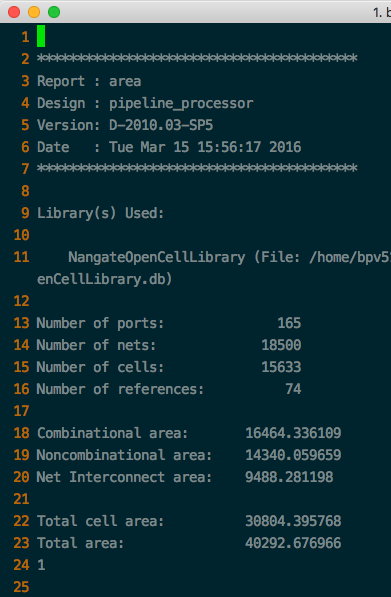 1. b
1
2 ****************************************
3 Report : area
4 Design : pipeline_processor
5 Version: D-2010.03-SP5
6 Date   : Tue Mar 15 15:56:17 2016
7 ****************************************
8
9 Library(s) Used:
10
11     NangateOpenCellLibrary (File: /home/bpv5
enCellLibrary.db)
12
13 Number of ports:              165
14 Number of nets:             18500
15 Number of cells:            15633
16 Number of references:          74
17
18 Combinational area:       16464.336109
19 Noncombinational area:    14340.059659
20 Net Interconnect area:    9488.281198
21
22 Total cell area:          30804.395768
23 Total area:               40292.676966
24 1
25